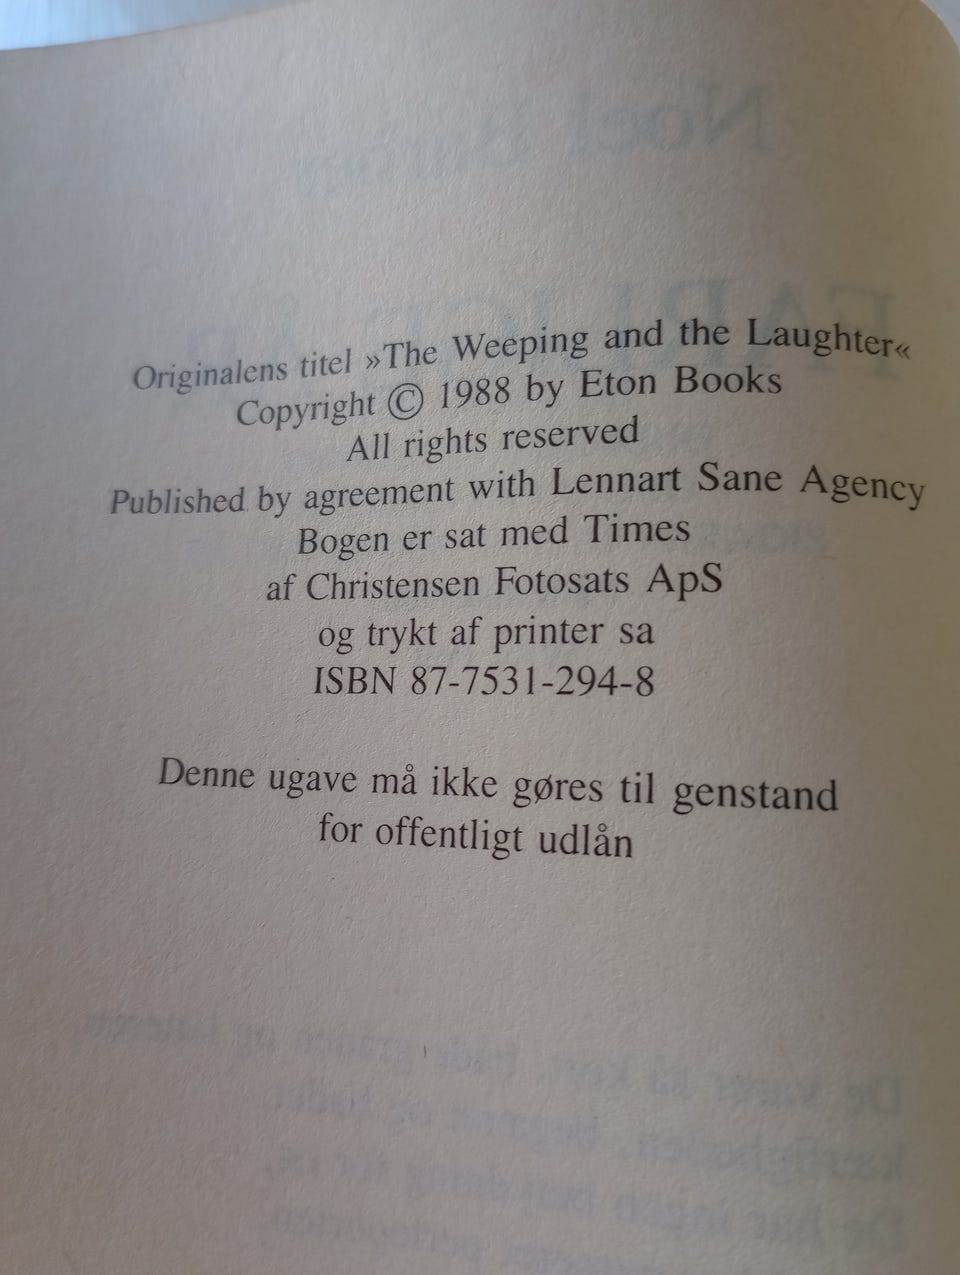 Originalens titel »The Weeping and the Laughter«
Copyright © 1988 by Eton Books
All rights reserved
Published by agreement with Lennart Sane Agency
Bogen er sat med Times
af Christensen Fotosats ApS
og trykt af printer sa
ISBN 87-7531-294-8
Denne ugave må ikke gøres til genstand
for offentligt udlån